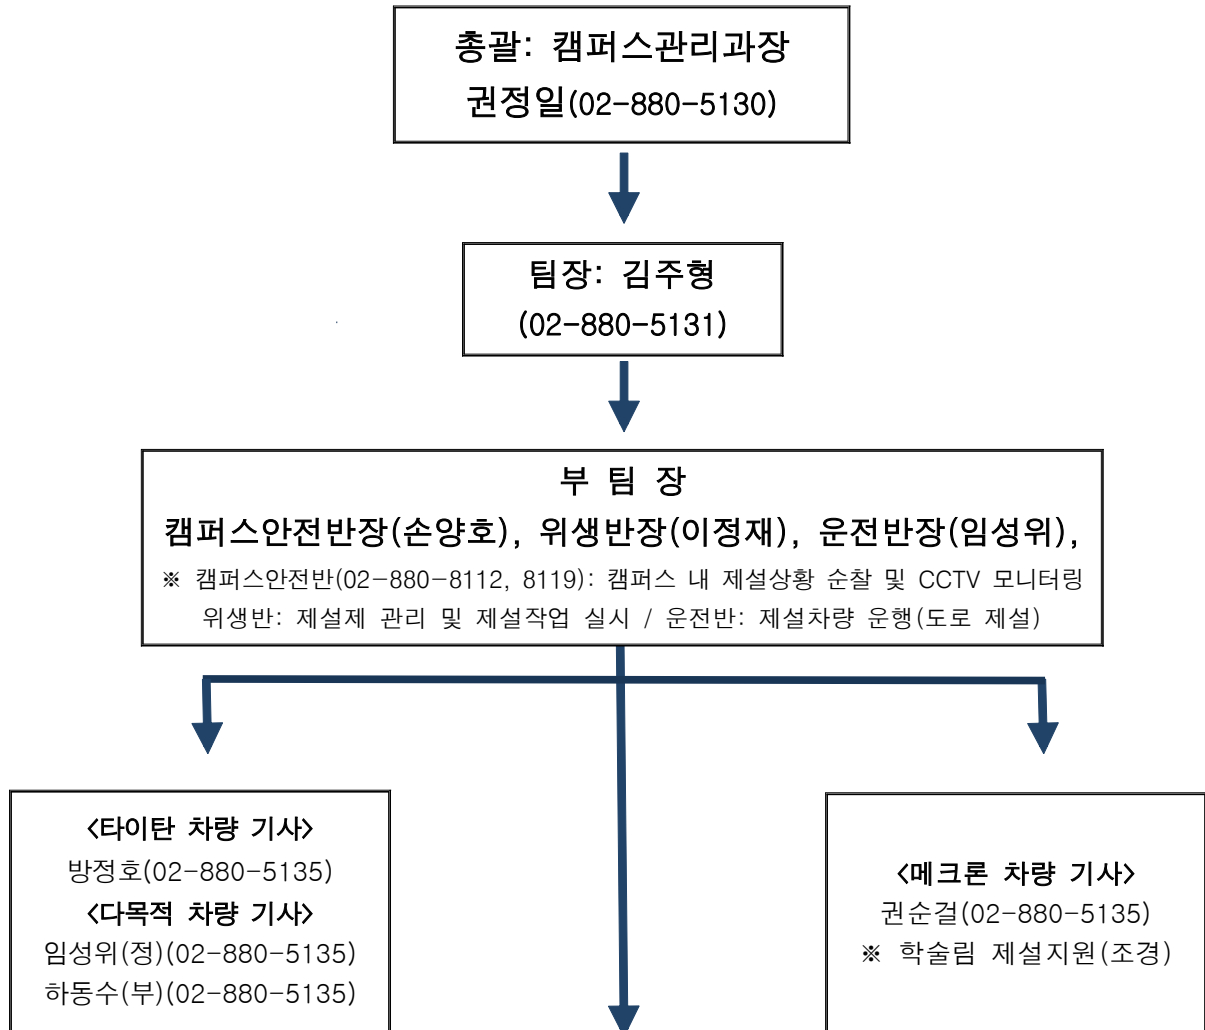 총괄: 캠퍼스관리과장
권정일(02-880-5130)
팀장: 김주형
(02-880-5131)
부 팀 장
캠퍼스안전반장(손양호), 위생반장(이정재), 운전반장(임성위),
※ 캠퍼스안전반(02-880-8112, 8119): 캠퍼스 내 제설상황 순찰 및 CCTV 모니터링
위생반: 제설제 관리 및 제설작업 실시 / 운전반: 제설차량 운행(도로 제설)
<타이탄 차량 기사>
방정호(02-880-5135)
<다목적 차량 기사>
임성위(정)(02-880-5135)
하동수(부)(02-880-5135)
<메크론 차량 기사>
권순걸(02-880-5135)
※ 학술림 제설지원(조경)